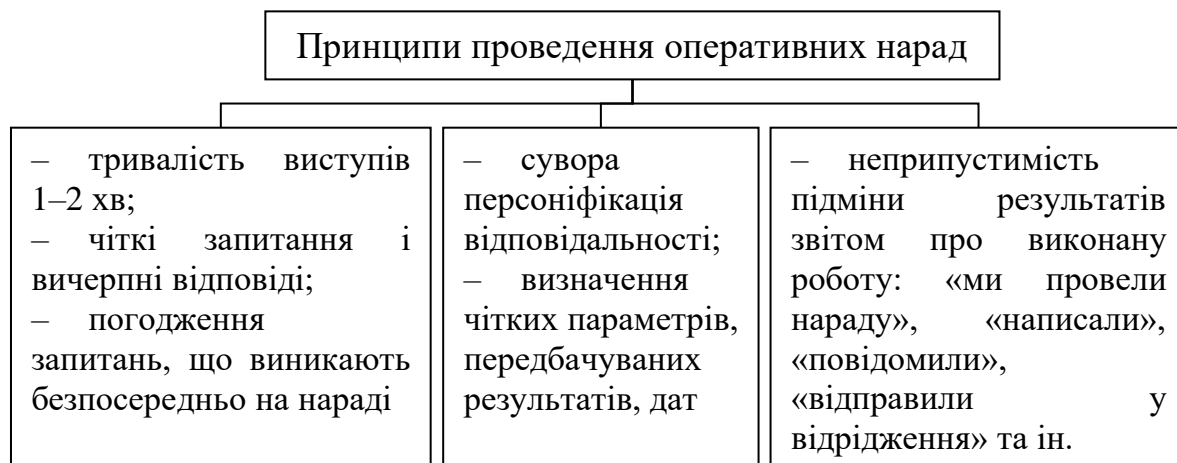 Принципи проведення оперативних нарад
– тривалість виступів
1–2 хв;
– чіткі запитання і
вичерпні відповіді;
– погодження
запитань, що виникають
безпосередньо на нараді
– сувора
персоніфікація
відповідальності;
– визначення
чітких параметрів,
передбачуваних
результатів, дат
– неприпустимість
підміни результатів
звітом про виконану
роботу: «ми провели
нараду», «написали»,
«повідомили»,
«відправили у
відрідження» та ін.